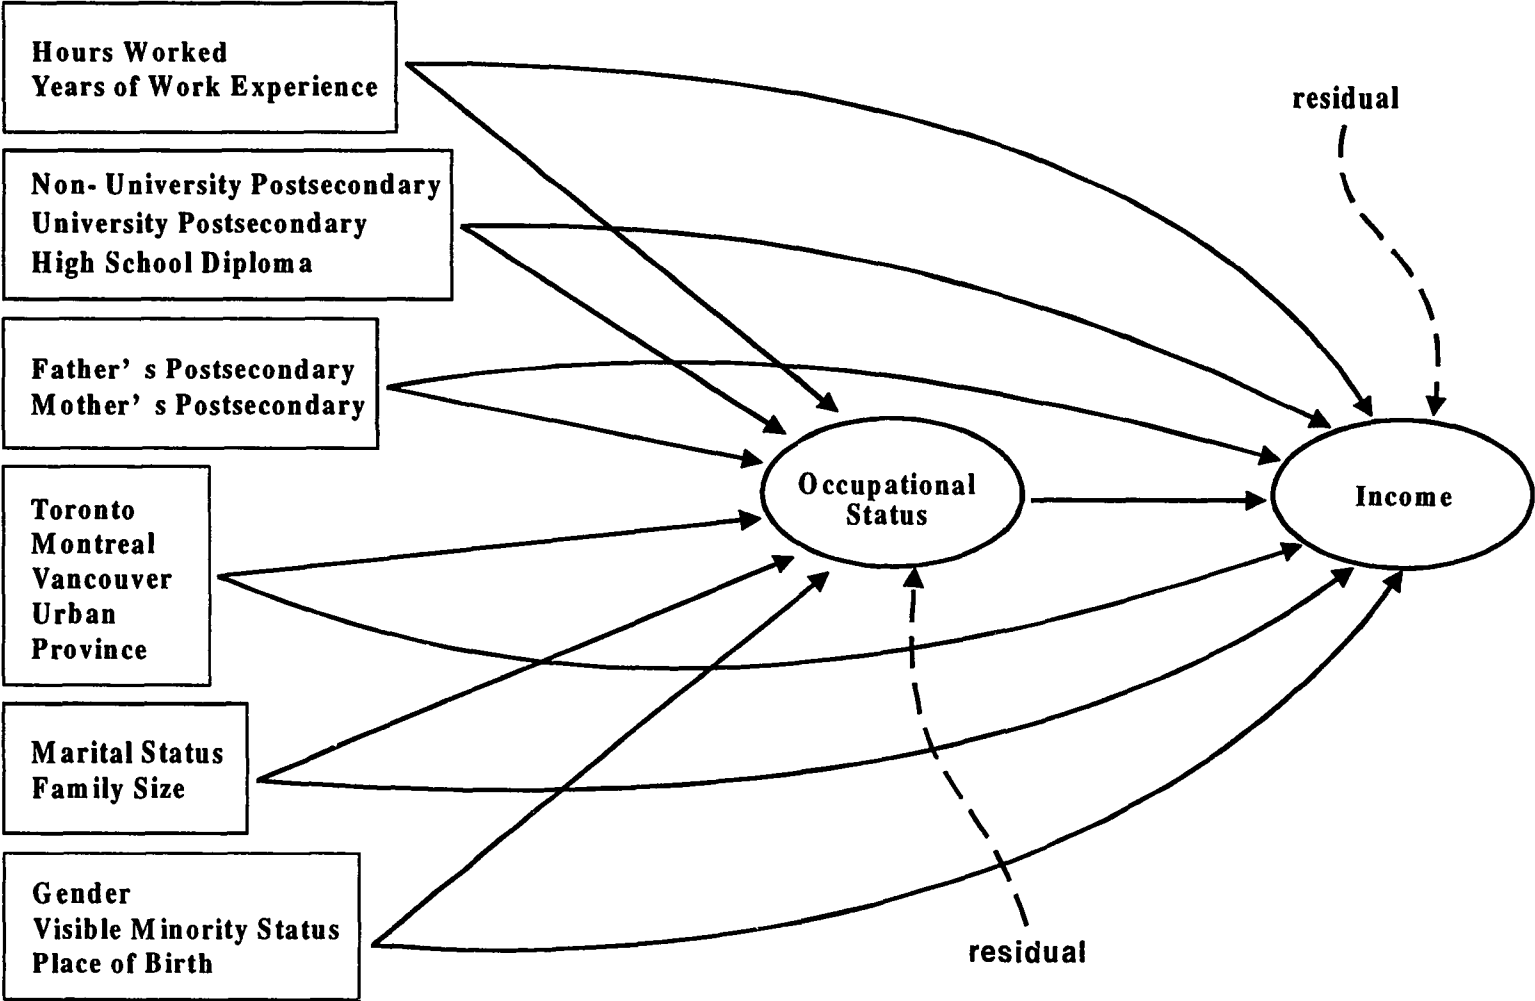 Hours Worked
Years of Work Experience
residual
Non- University Postsecondary
University Postsecondary
High School Diploma
Father' s Postsecondary
Mother' s Postsecondary
Occupational
Status
Income
Toronto
Montreal
Vancouver
Urban
Province
Marital Status
Family Size
Gender
Visible Minority Status
Place of Birth
residual